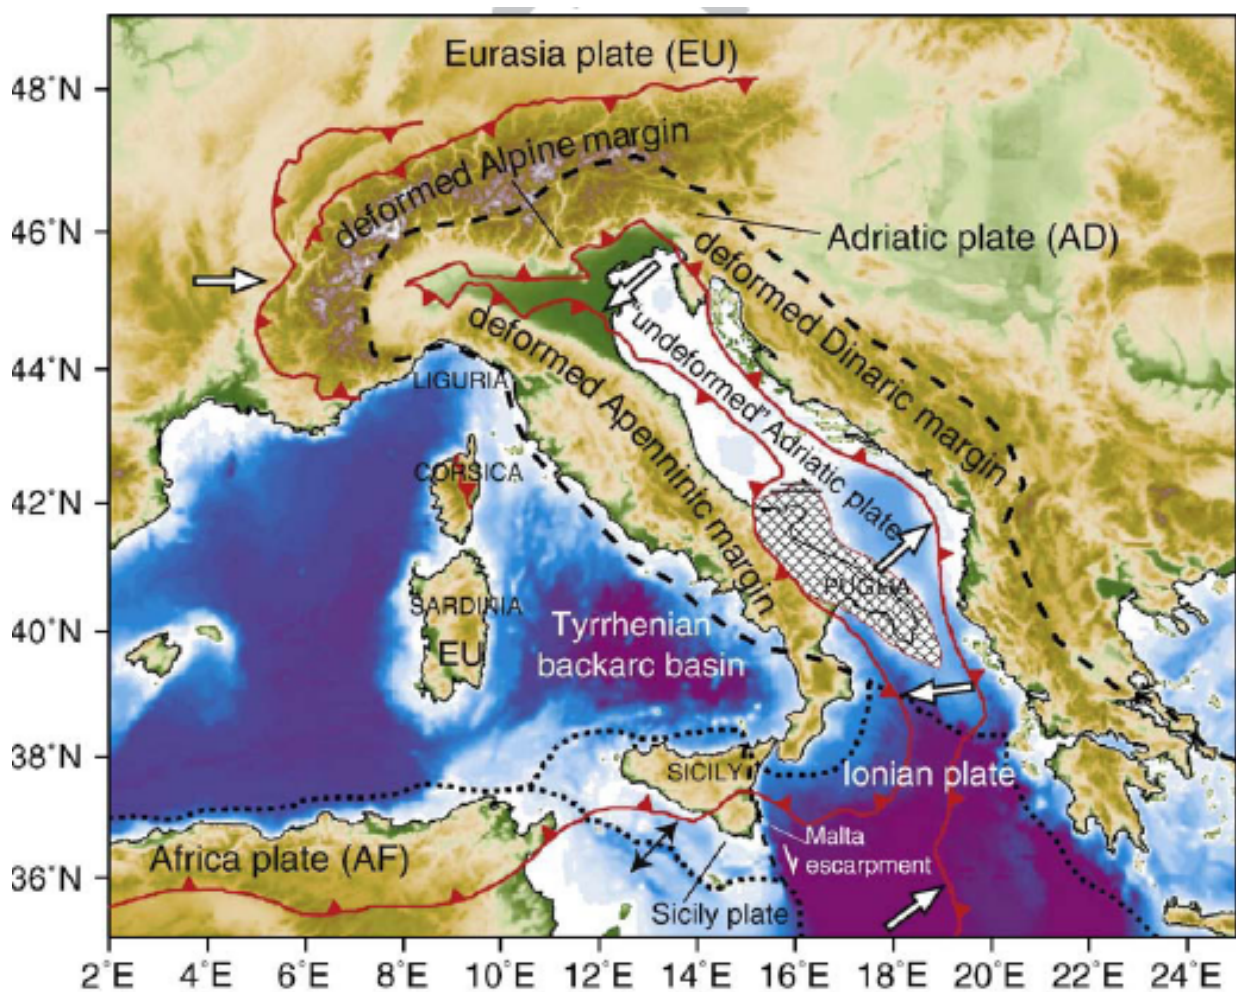 Eurasia plate (EU)
48°N
deformed Alpine margin
46°N
Adriatic plate (AD)
deformed Dinaric margin
"undeformed" Adriatic plate
deformed Apenninic margin
44°N
LIGURIA
CORSICA
42°N
PUGLIA
SARDINIA
EU
40°N
Tyrrhenian
backarc basin
38°N
SICILY
Ionian plate
Malta
escarpment
Africa plate (AF)
36°N
Sicily plate
2°E 4°E 6°E 8°E 10°E 12°E 14°E 16°E 18°E 20°E 22°E 24°E